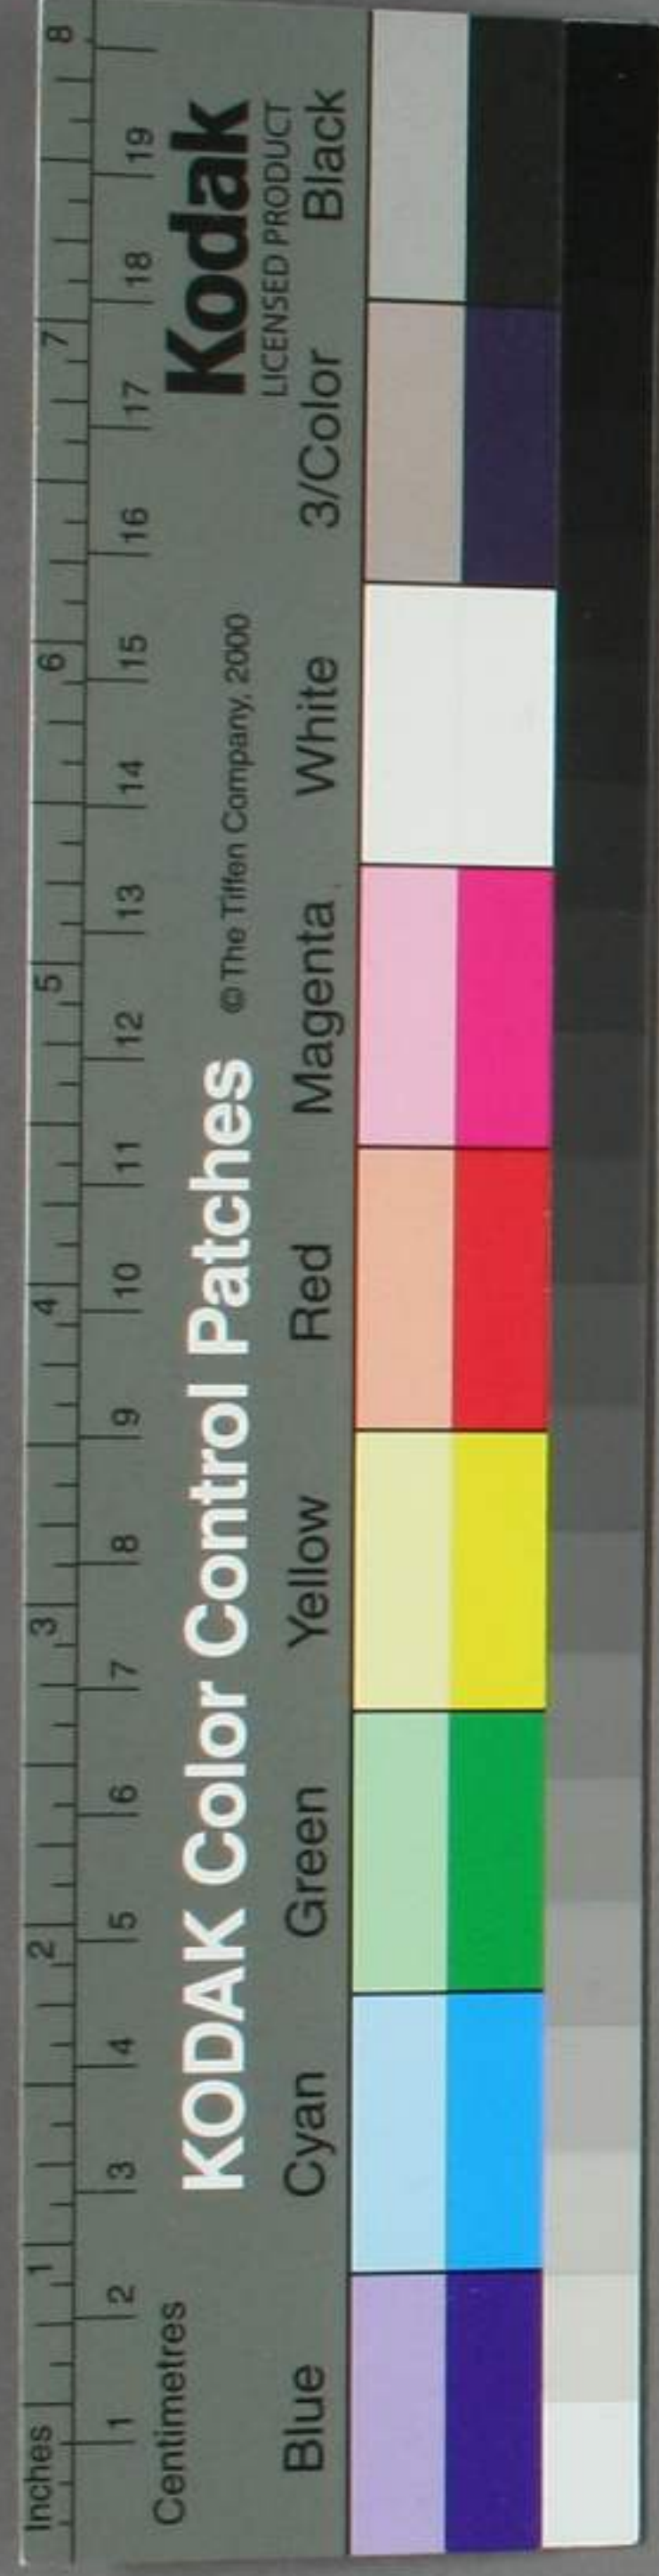 Inches 1 2 3 4 5 6 7 8
1 2 3 4 5 6 7 8 9 10 11 12 13 14 15 16 17 18 19
Centimetres
KODAK Color Control Patches © The Tiffen Company, 2000 Kodak
LICENSED PRODUCT
Blue Cyan Green Yellow Red Magenta White 3/Color Black